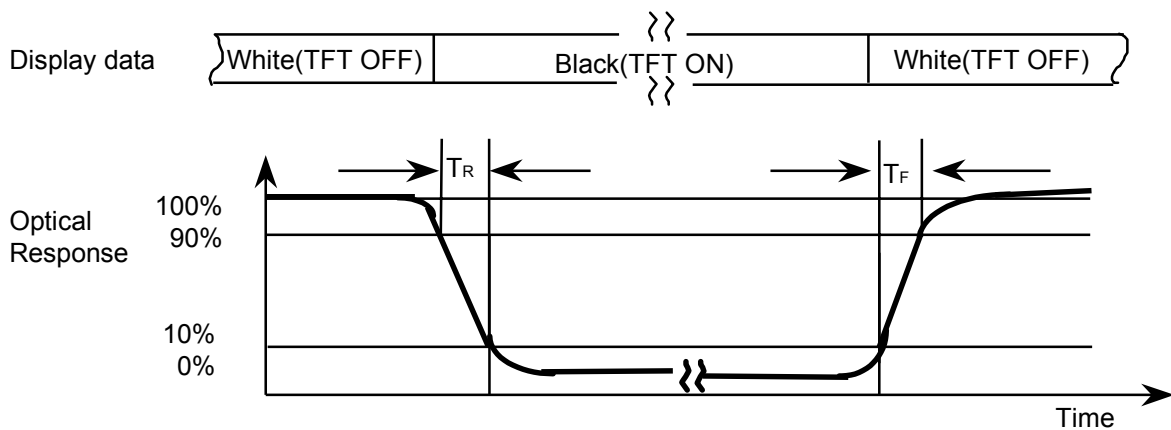 Display data
White(TFT OFF)
Black(TFT ON)
White(TFT OFF)
TR
TF
Optical
Response
100%
90%
10%
0%
Time